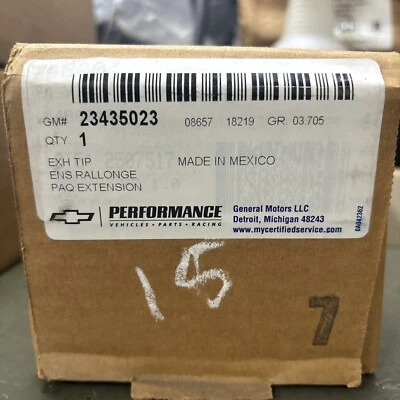 GM# 23435023 08657 18219 GR. 03.705
QTY 1
EXH TIP MADE IN MEXICO
ENS RALLONGE
PAQ EXTENSION
PERFORMANCE
VEHICLES • PARTS • RACING
General Motors LLC
Detroit, Michigan 48243
www.mycertifiedservice.com
15
7